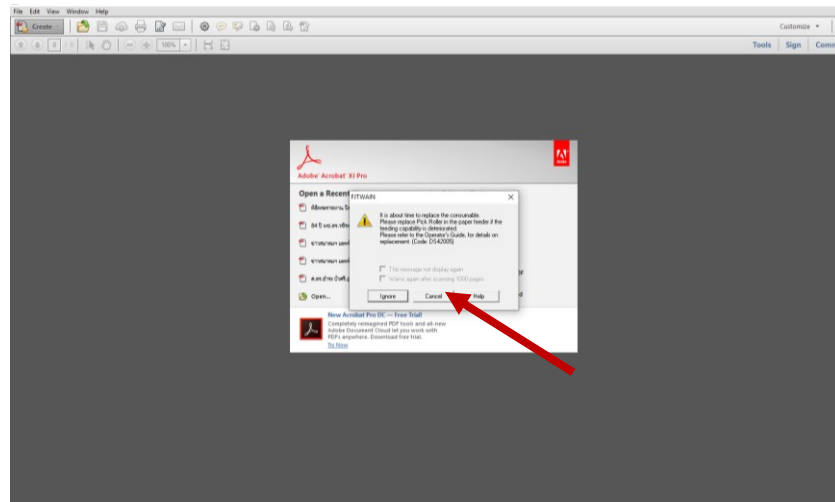 File Edit View Window Help
Create
Customize
100%
Tools Sign Comm
Adobe Acrobat XI Pro
Adobe
Open a Recent
FITWAIN
It is about time to replace the consumable.
Please replace Pick Roller in the paper feeder if the
feeding capability is deteriorated.
Please refer to the Operator's Guide, for details on
replacement. (Code: DS42005)
This message not display again
Warns again after scanning 1000 pages
Open...
Ignore Cancel Help
New Acrobat Pro DC — Free Trial!
Completely reimagined PDF tools and all-new
Adobe Document Cloud let you work with
PDFs anywhere. Download free trial.
Try Now